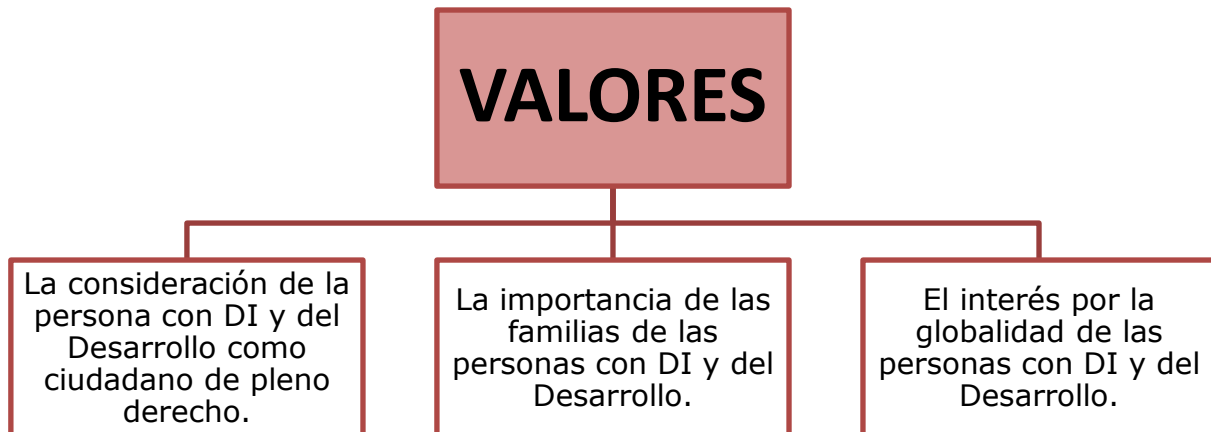 VALORES
La consideración de la
persona con DI y del
Desarrollo como
ciudadano de pleno
derecho.
La importancia de las
familias de las
personas con DI y del
Desarrollo.
El interés por la
globalidad de las
personas con DI y del
Desarrollo.